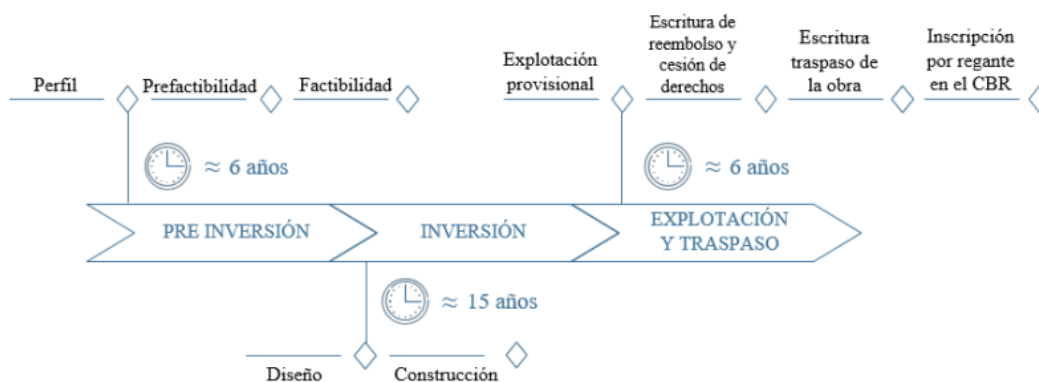 Perfil
Prefactibilidad
Factibilidad
Explotación
provisional
Escritura de
reembolso y
cesión de
derechos
Escritura
traspaso de
la obra
Inscripción
por regante
en el CBR
≈ 6 años
≈ 6 años
PRE INVERSIÓN
INVERSIÓN
EXPLOTACIÓN
Y TRASPASO
≈ 15 años
Diseño
Construcción